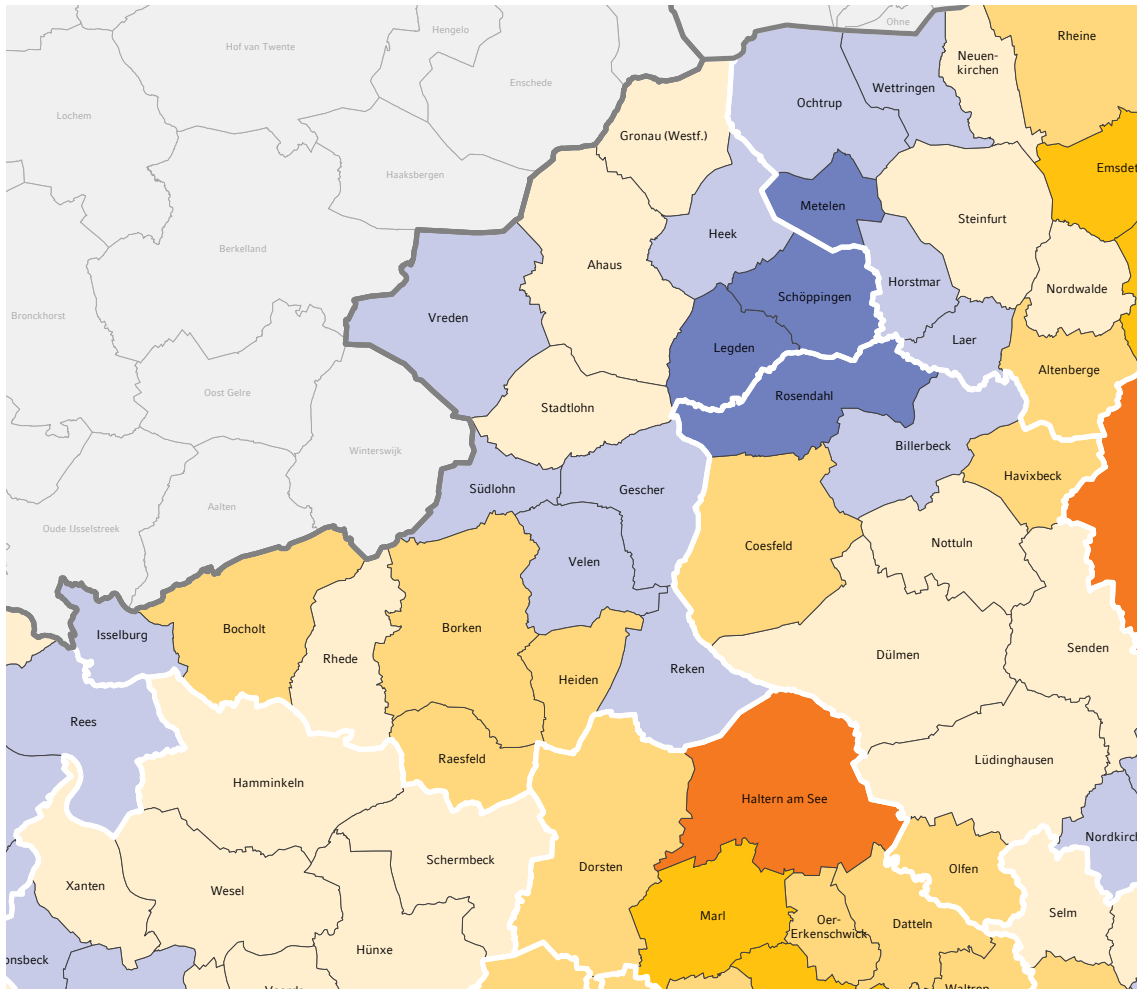 Ohne
Hengelo
Rheine
Hof van Twente
Neuen-
kirchen
Enschede
Wettringen
Ochtrup
Lochem
Gronau (Westf.)
Emsdet
Haaksbergen
Metelen
Steinfurt
Heek
Berkelland
Ahaus
Horstmar
Nordwalde
Schöppingen
Bronckhorst
Vreden
Laer
Legden
Altenberge
Oost Gelre
Rosendahl
Stadtlohn
Billerbeck
Winterswijk
Havixbeck
Südlohn
Gescher
Aalten
Oude IJsselstreek
Nottuln
Coesfeld
Velen
Isselburg
Bocholt
Borken
Senden
Rhede
Dülmen
Reken
Heiden
Rees
Raesfeld
Lüdinghausen
Hamminkeln
Haltern am See
Nordkirch
Schermbeck
Dorsten
Olfen
Xanten
Wesel
Selm
Marl
Oer-
Erkenschwick
Datteln
Hünxe
onsbeck
Voerde
Waltrop